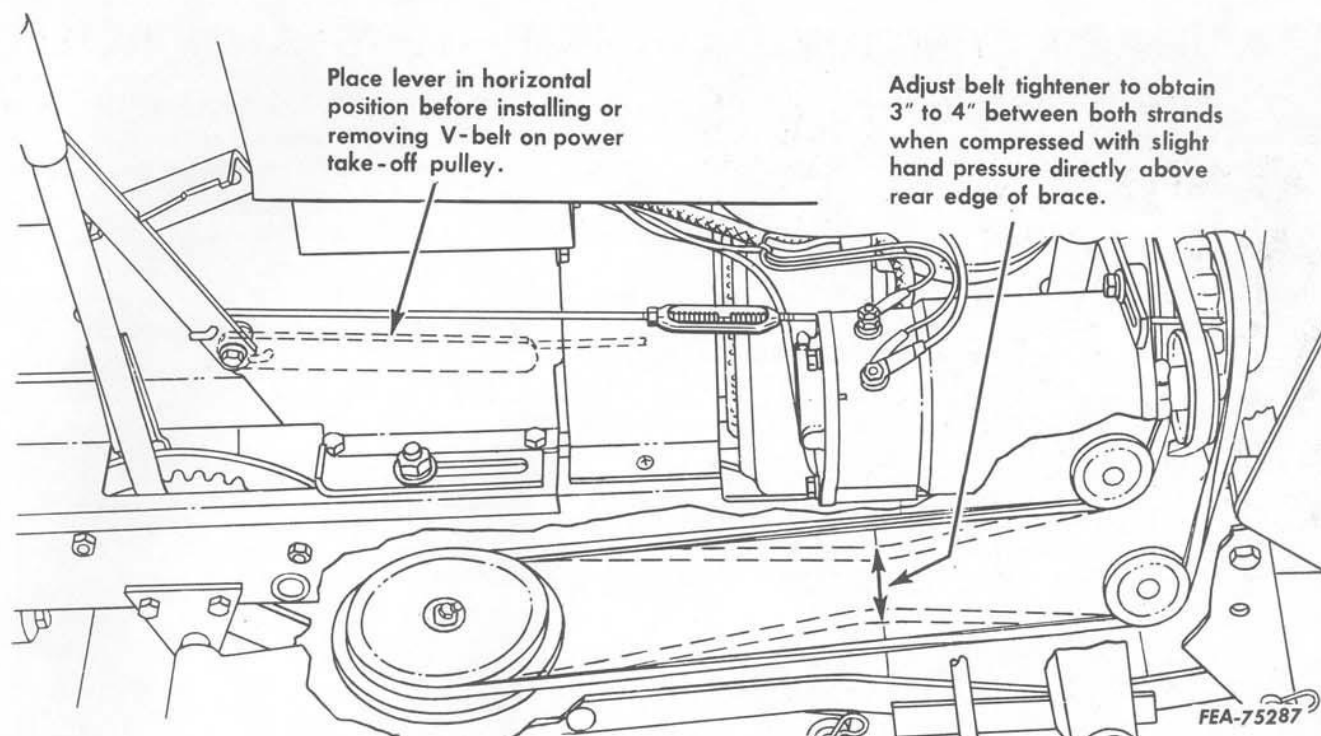 Place lever in horizontal
position before installing or
removing V-belt on power
take-off pulley.
Adjust belt tightener to obtain
3" to 4" between both strands
when compressed with slight
hand pressure directly above
rear edge of brace.
FEA-75287